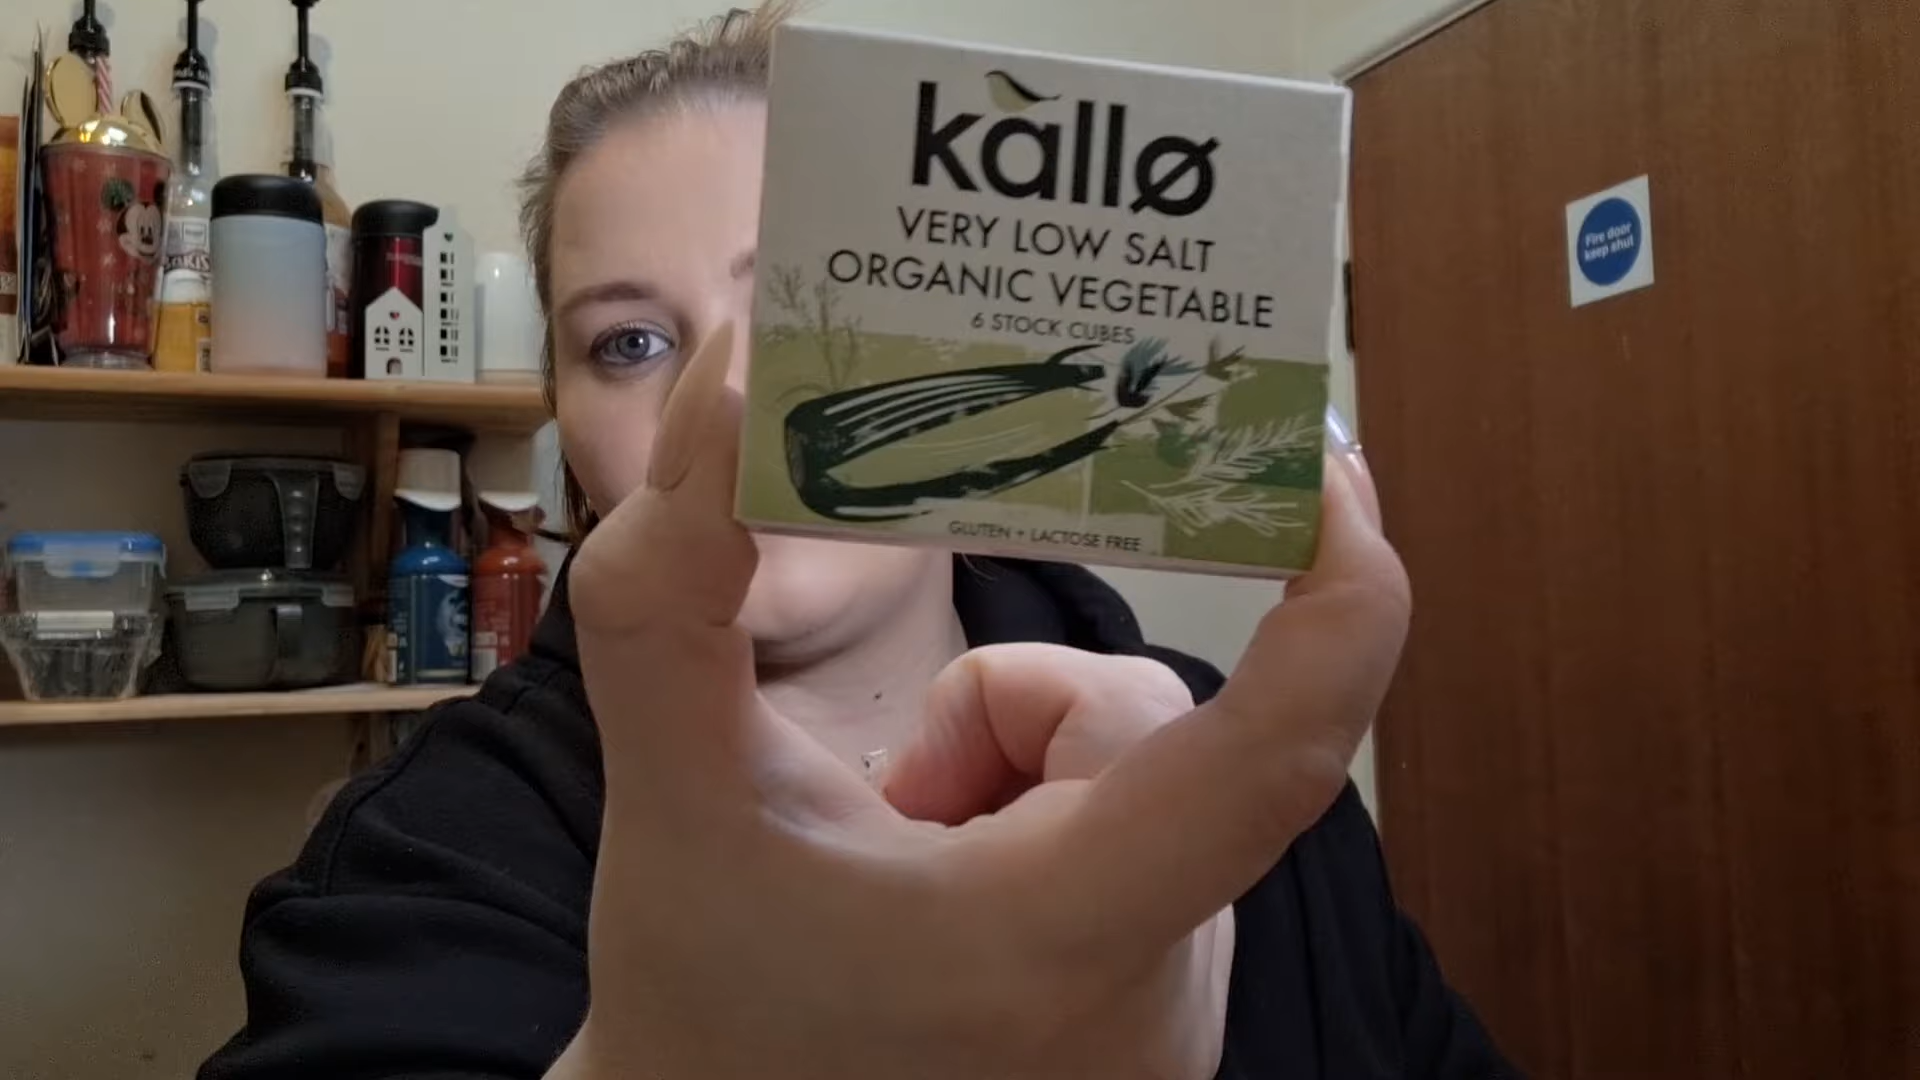 kallø
VERY LOW SALT
ORGANIC VEGETABLE
6 STOCK CUBES
GLUTEN + LACTOSE FREE
Fire door
keep shut